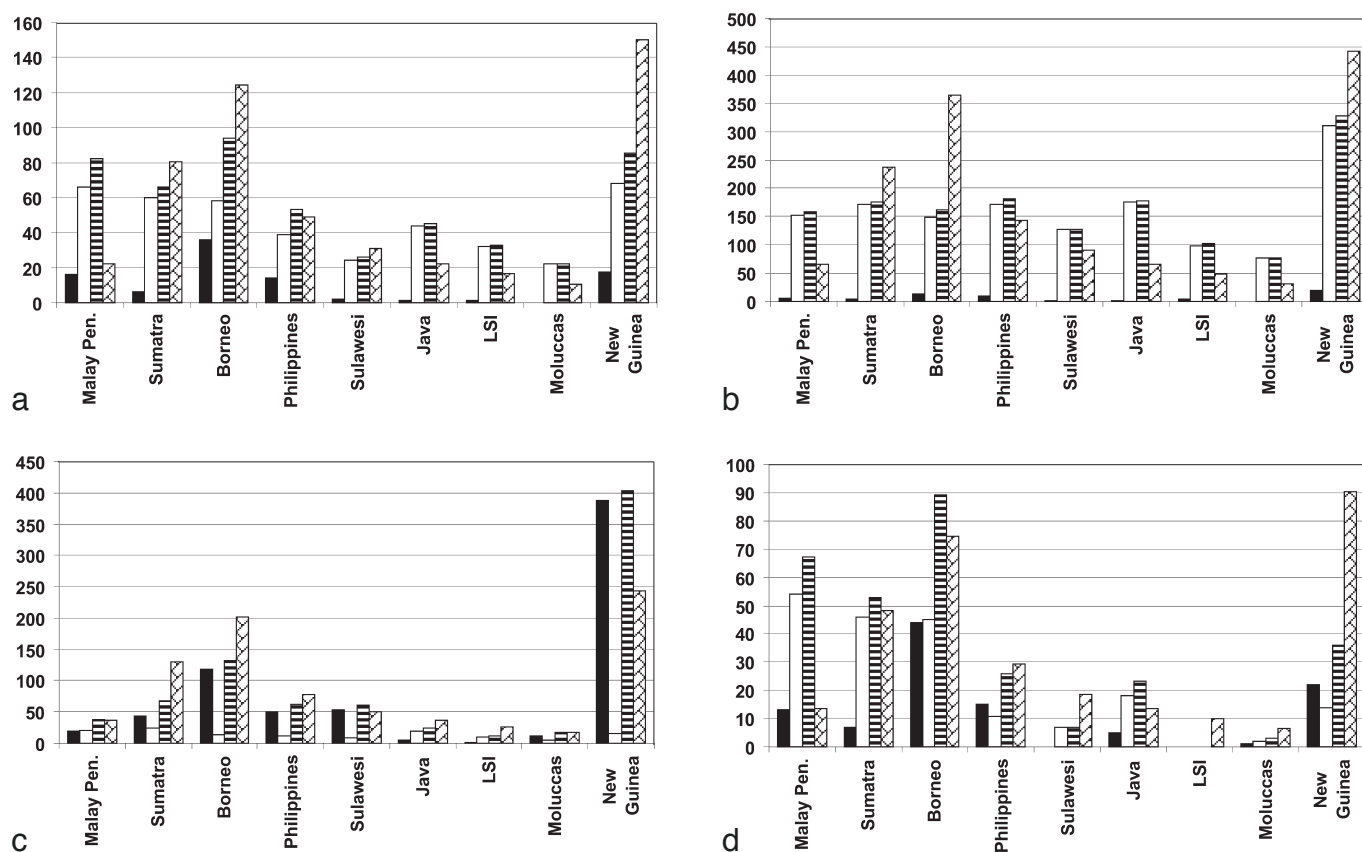 160
140
120
100
80
60
40
20
0
Malay Pen.
Sumatra
Borneo
Philippines
Sulawesi
Java
LSI
Moluccas
New
Guinea
a
500
450
400
350
300
250
200
150
100
50
0
Malay Pen.
Sumatra
Borneo
Philippines
Sulawesi
Java
LSI
Moluccas
New
Guinea
b
450
400
350
300
250
200
150
100
50
0
Malay Pen.
Sumatra
Borneo
Philippines
Sulawesi
Java
LSI
Moluccas
New
Guinea
c
100
90
80
70
60
50
40
30
20
10
0
Malay Pen.
Sumatra
Borneo
Philippines
Sulawesi
Java
LSI
Moluccas
New
Guinea
d